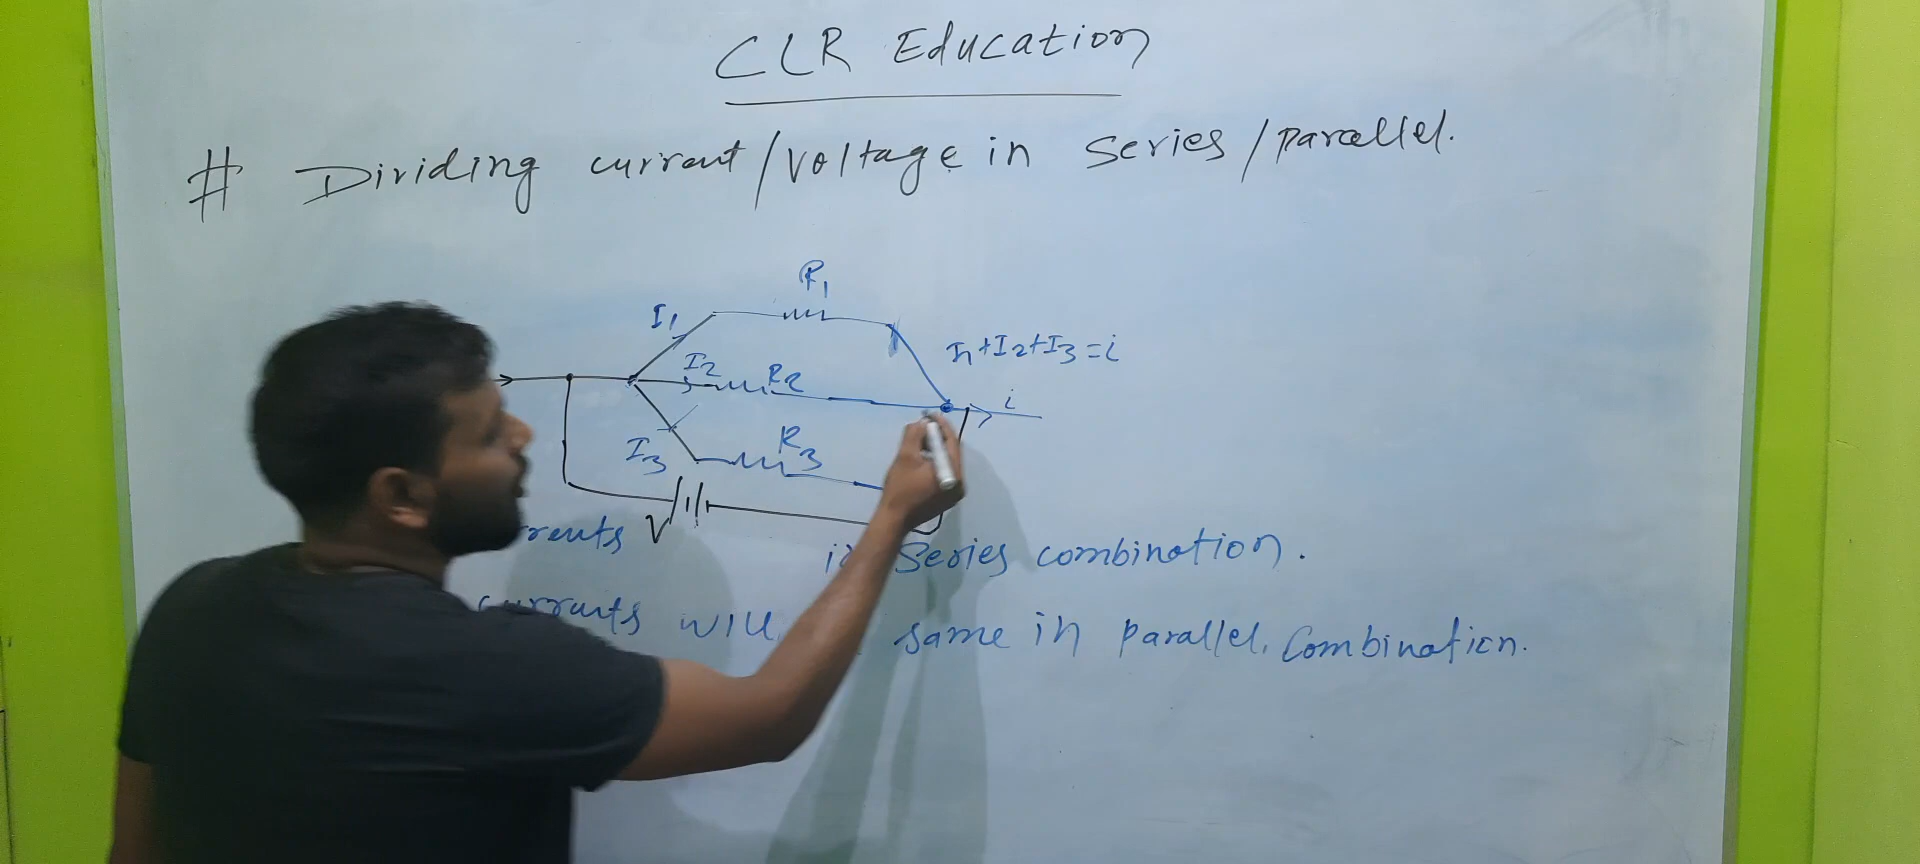 CLR Education
# Dividing current/voltage in series/parallel.
R1
I1
I1+I2+I3=i
I2 R2
i
I3 R3
V
in Series combination.
currents will same in parallel. Combination.